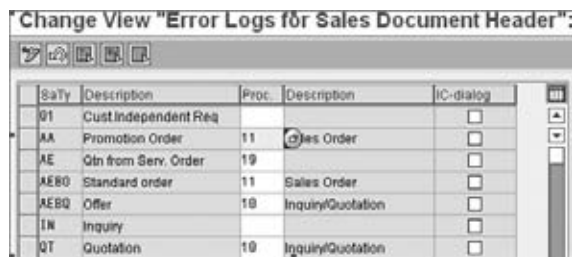 Change View "Error Logs for Sales Document Header":
SaTy Description Proc. Description IC-dialog
01 Cust.Independent Req
AA Promotion Order 11 Sales Order
AE Qtn from Serv. Order 19
AEBO Standard order 11 Sales Order
AEBQ Offer 10 Inquiry/Quotation
IN Inquiry
QT Quotation 10 Inquiry/Quotation